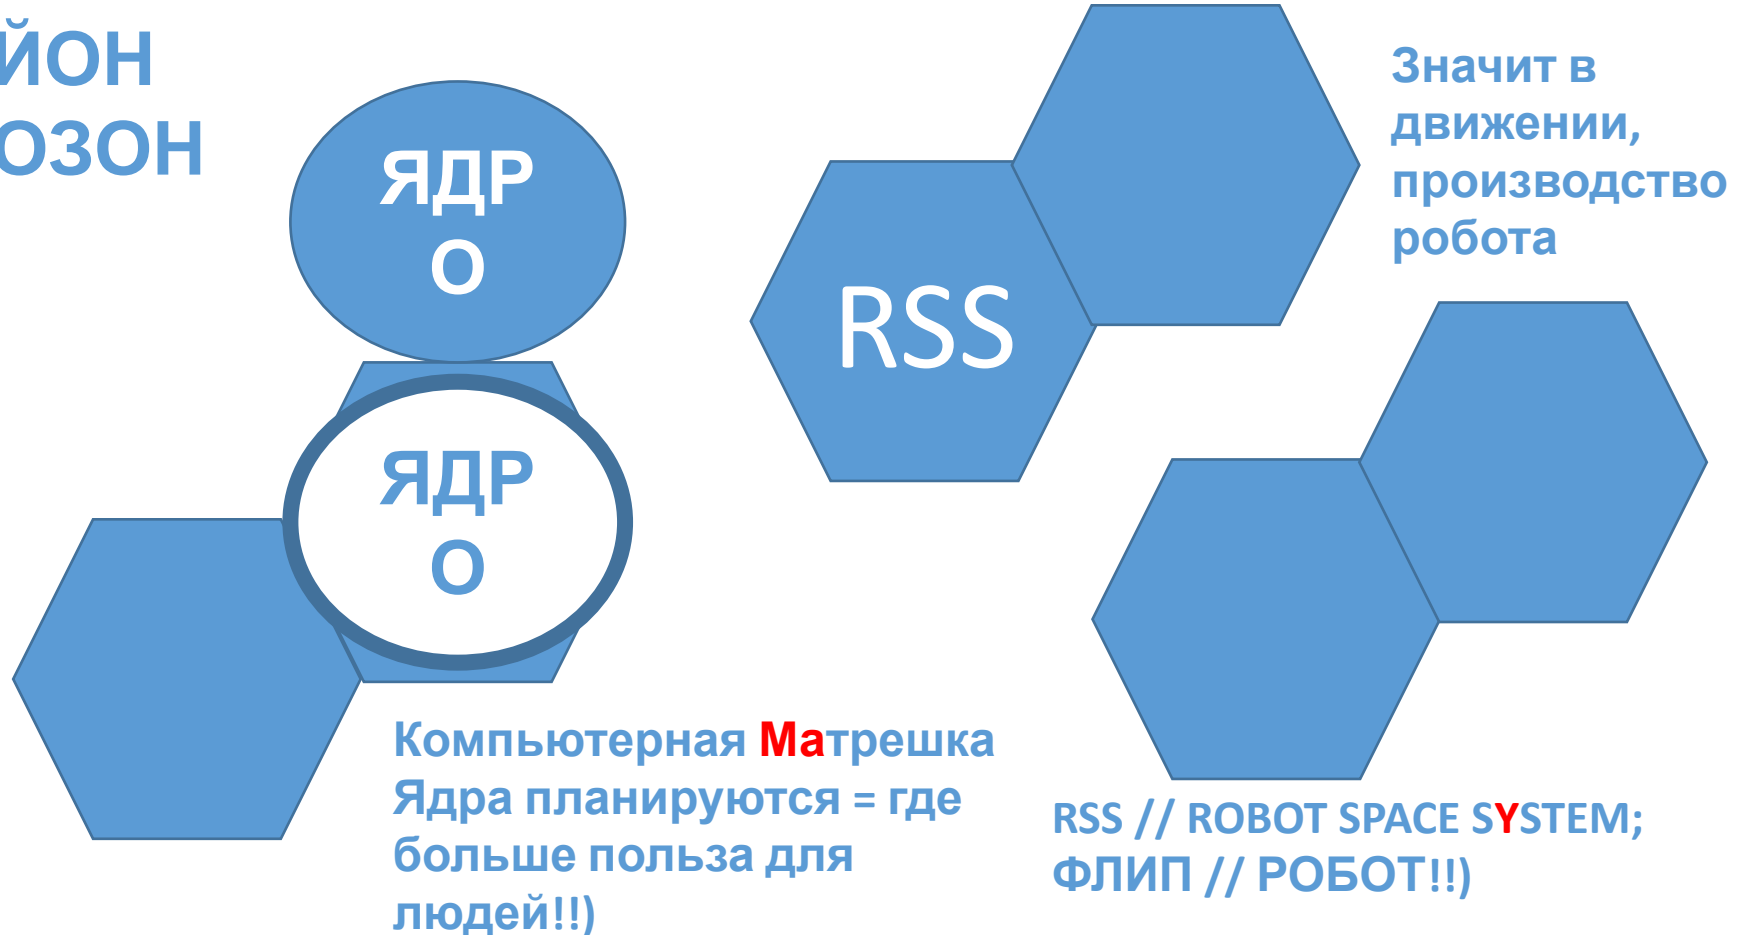 ЙОН
ОЗОН
ЯДР
О
ЯДР
О
RSS
Значит в
движении,
производство
робота
Компьютерная Матрешка
Ядра планируются = где
больше польза для
людей!!)
RSS // ROBOT SPACE SYSTEM;
ФЛИП // РОБОТ!!)